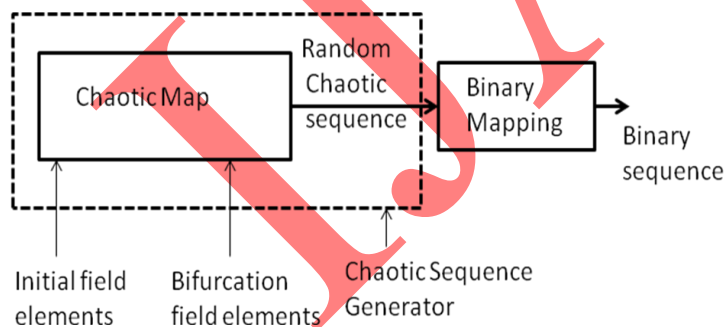 Chaotic Map
Random
Chaotic
sequence
Binary
Mapping
Binary
sequence
Initial field
elements
Bifurcation
field elements
Chaotic Sequence
Generator